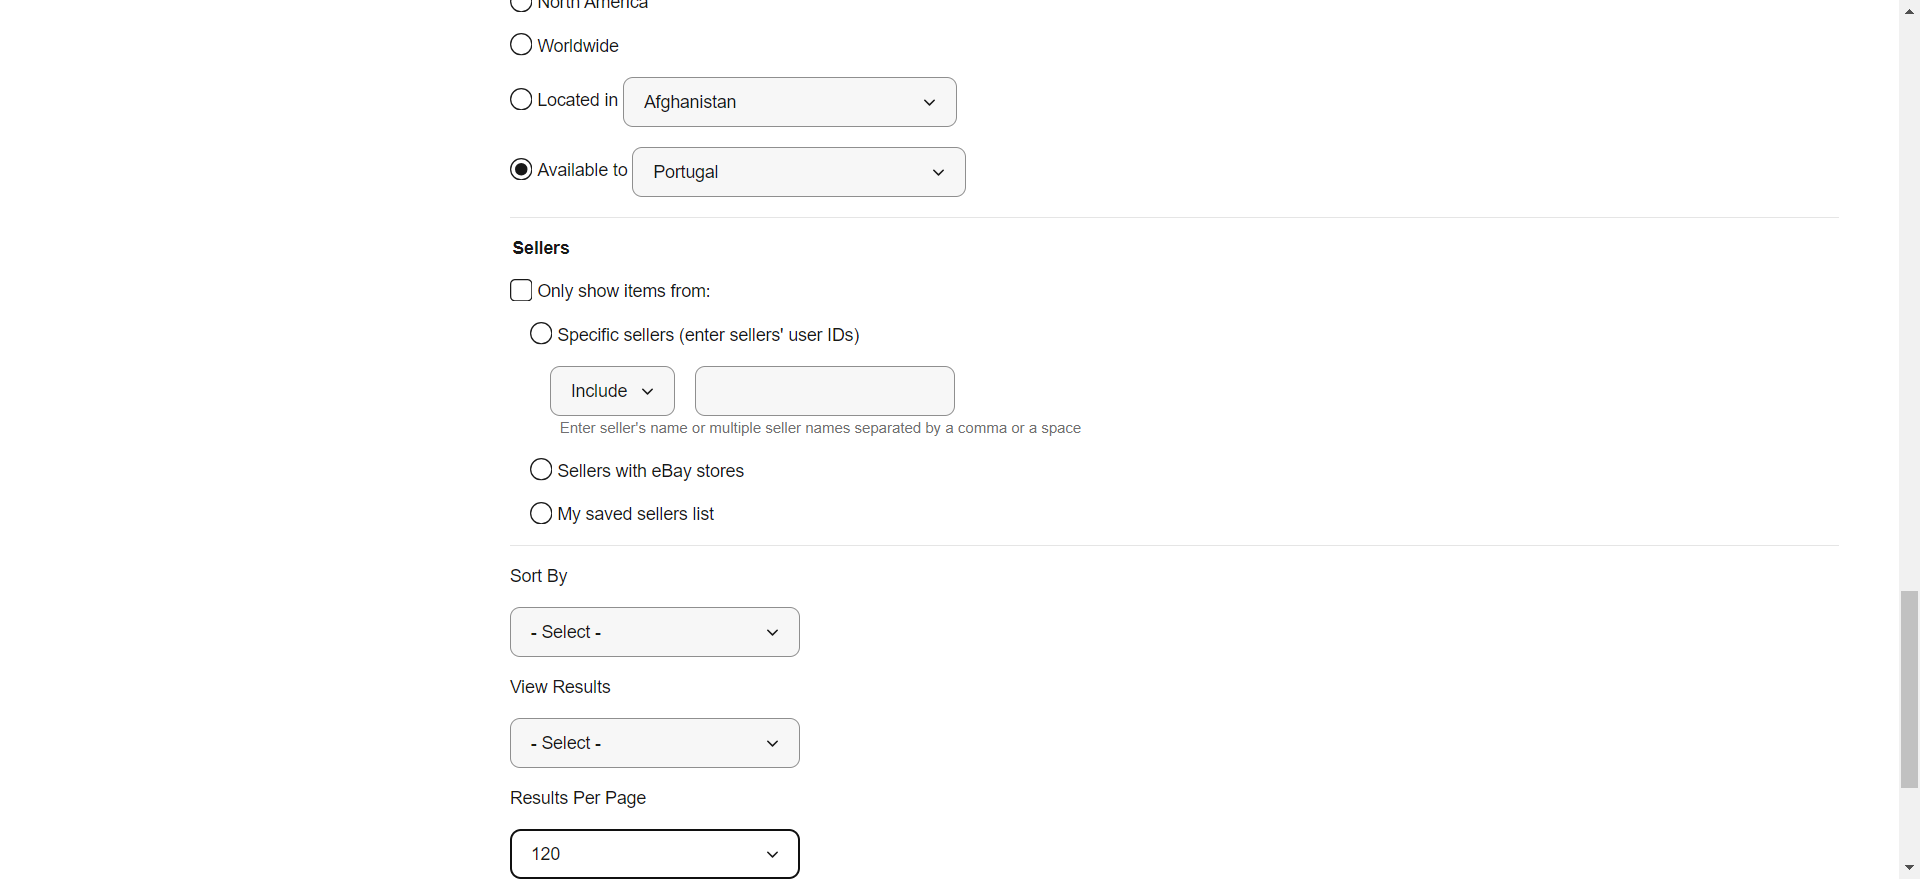 North America
Worldwide
Located in Afghanistan
Available to Portugal
Sellers
Only show items from:
Specific sellers (enter sellers' user IDs)
Include
Enter seller's name or multiple seller names separated by a comma or a space
Sellers with eBay stores
My saved sellers list
Sort By
- Select -
View Results
- Select -
Results Per Page
120